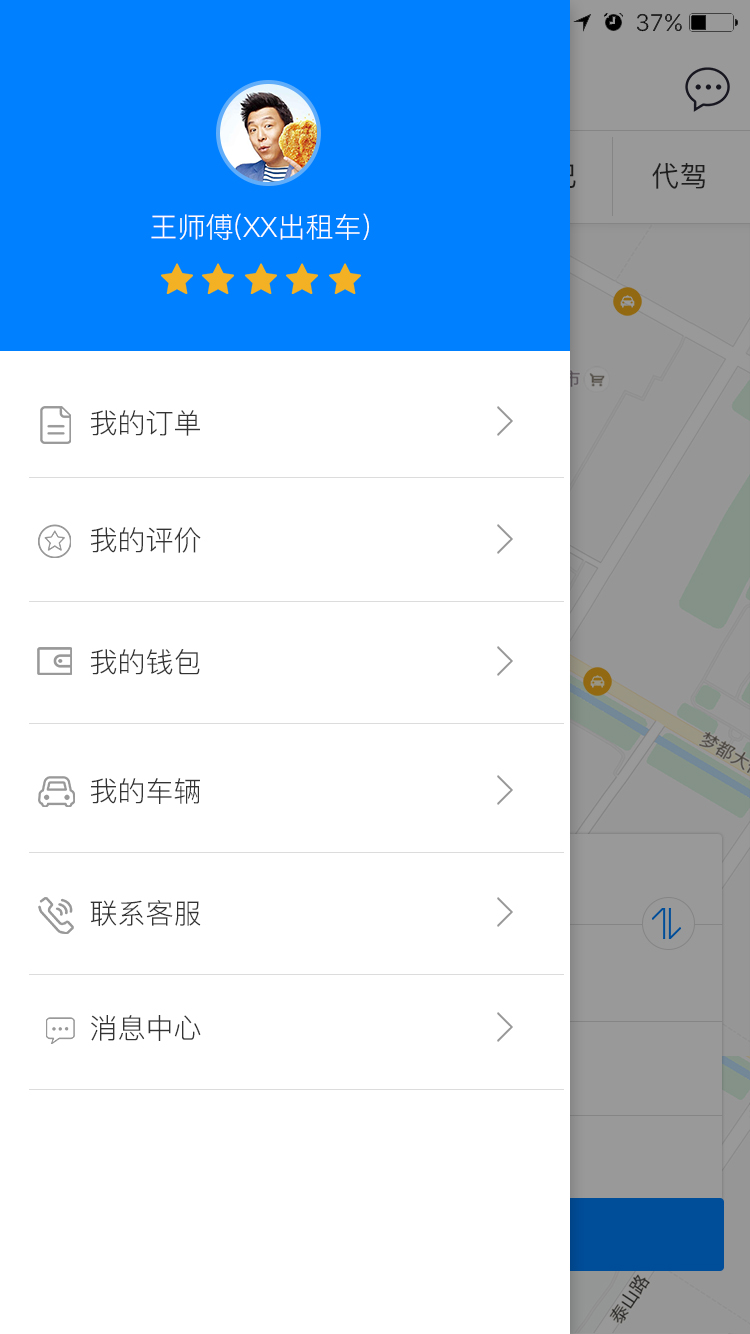 37%
代驾
王师傅(XX出租车)
市
我的订单
我的评价
我的钱包
梦都大
我的车辆
联系客服
消息中心
泰山路